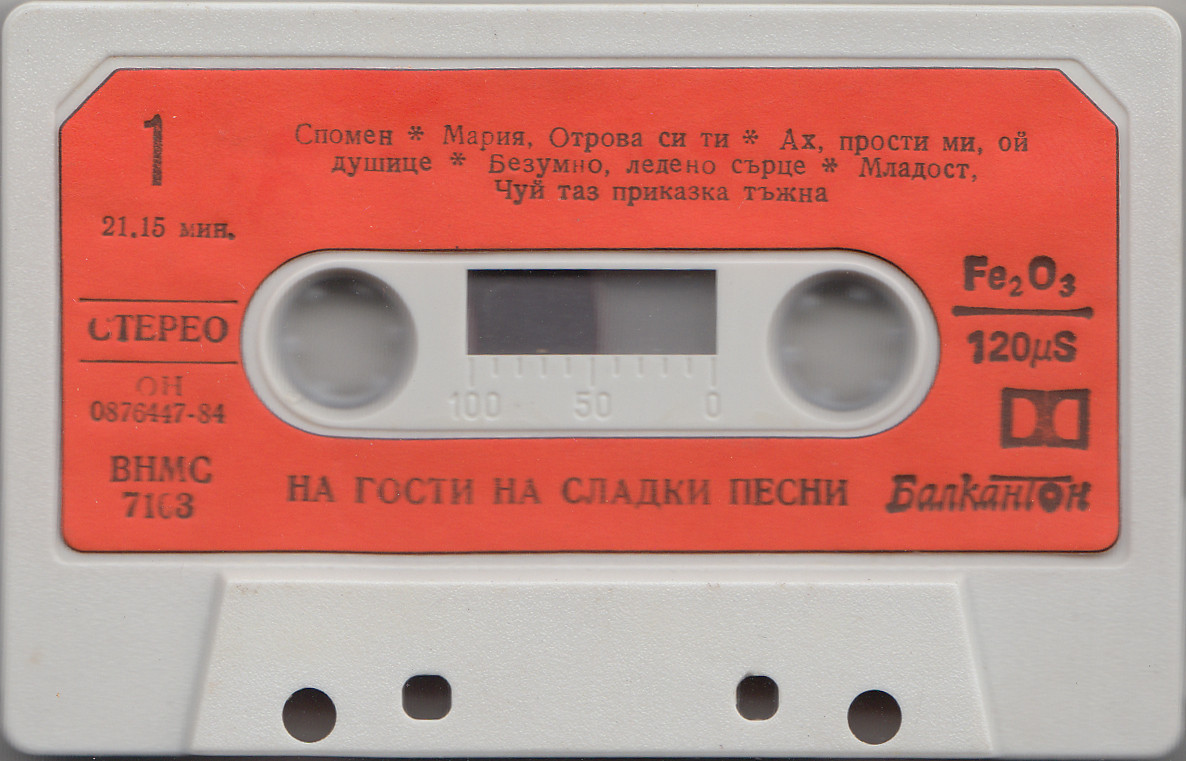 1
Спомен * Мария, Отрова си ти * Ах, прости ми, ой
душице * Безумно, ледено сърце * Младост,
Чуй таз приказка тъжна
21.15 мин.
СТЕРЕО
ОН
0876447-84
ВНМС
7103
Fe₂O₃
120μS
100 50 0
НА ГОСТИ НА СЛАДКИ ПЕСНИ
Балкантон